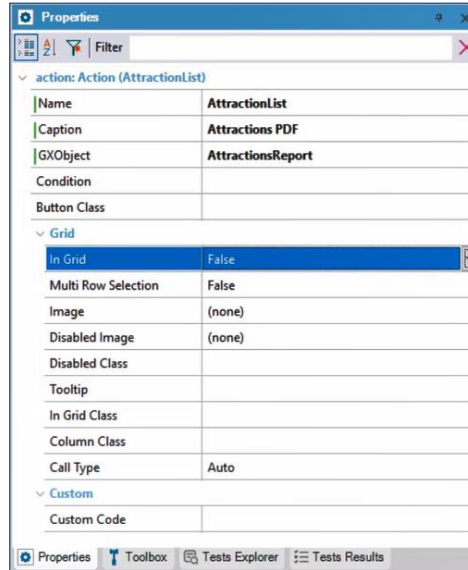 Properties
Filter
action: Action (AttractionList)
Name AttractionList
Caption Attractions PDF
GXObject AttractionsReport
Condition
Button Class
Grid
In Grid False
Multi Row Selection False
Image (none)
Disabled Image (none)
Disabled Class
Tooltip
In Grid Class
Column Class
Call Type Auto
Custom
Custom Code
Properties Toolbox Tests Explorer Tests Results